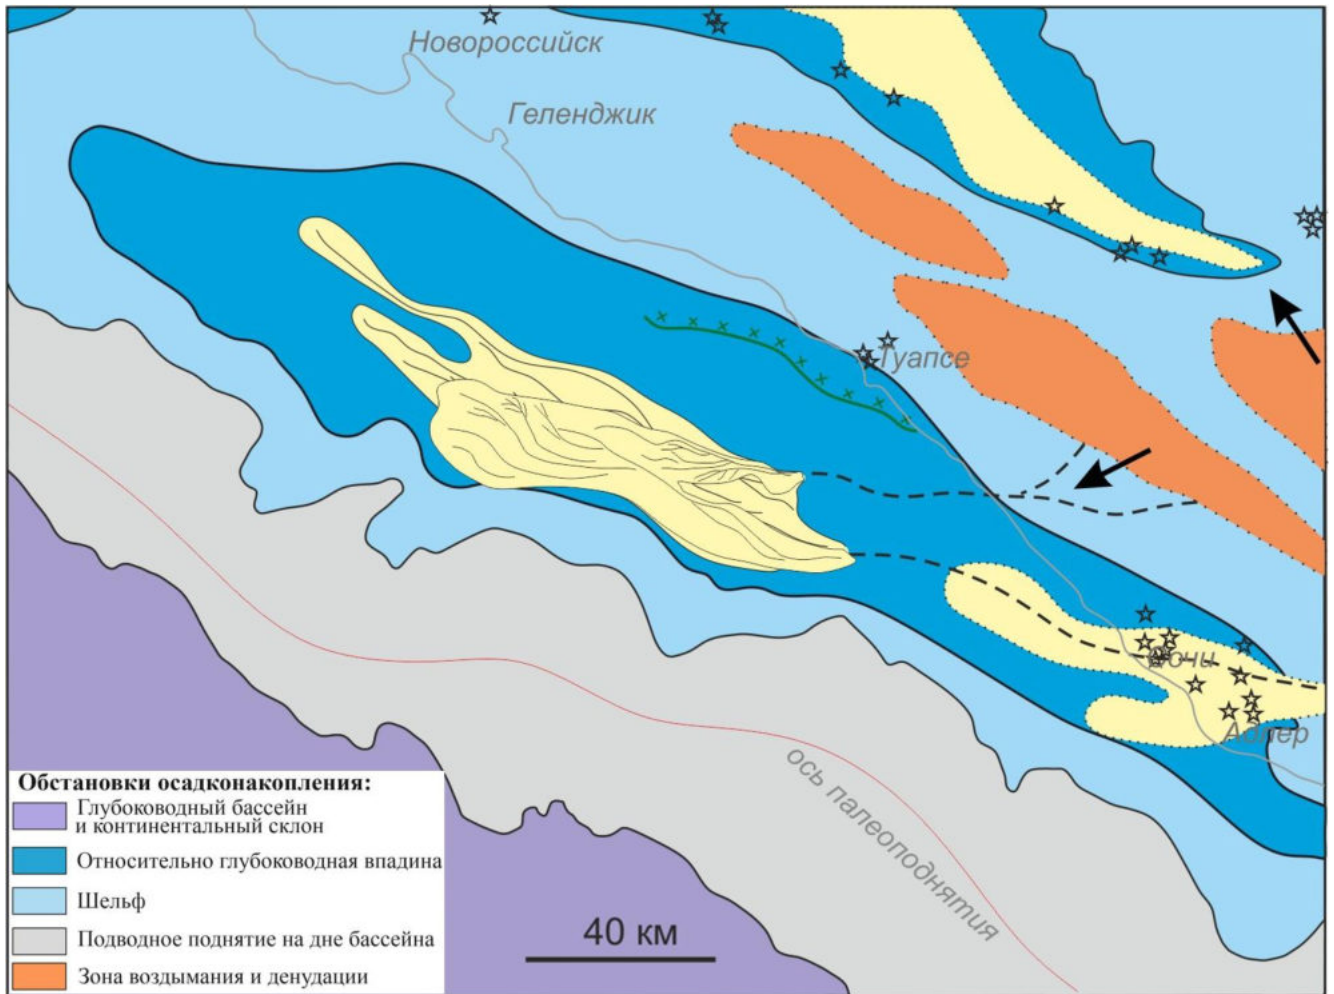 Новороссийск
Геленджик
Туапсе
Сочи
Адлер
ось палеоподнятия
Обстановки осадконакопления:
Глубоководный бассейн
и континентальный склон
Относительно глубоководная впадина
Шельф
Подводное поднятие на дне бассейна
Зона воздымания и денудации
40 км